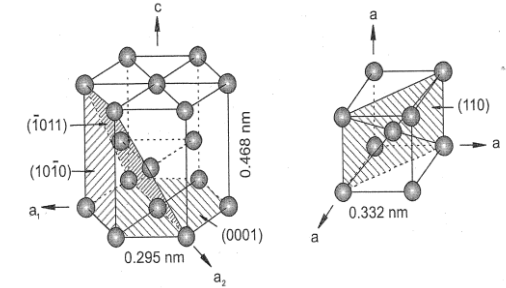 c
a
(1̄011)
(101̄0)
0.468 nm
(110)
a
a₁
(0001)
0.295 nm
a₂
0.332 nm
a